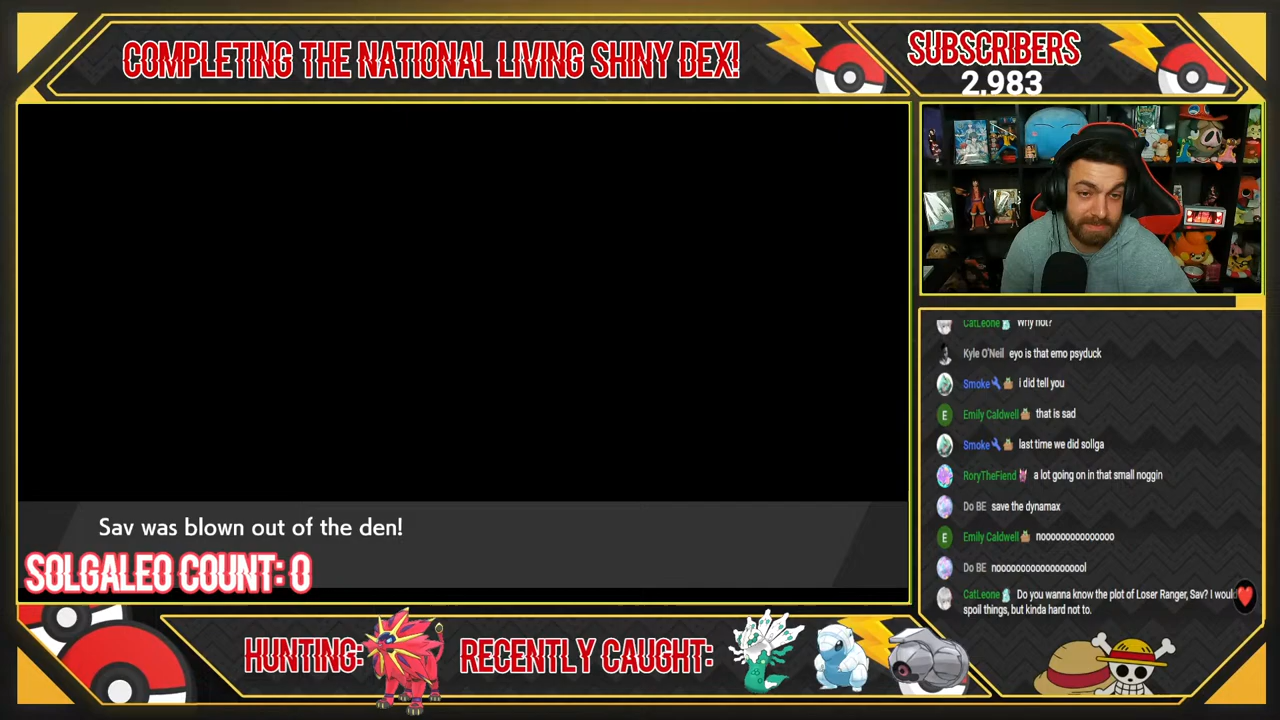 COMPLETING THE NATIONAL LIVING SHINY DEX!
SUBSCRIBERS
2,983
CatLeone Why not?
Kyle O'Neil eyo is that emo psyduck
Smoke i did tell you
Emily Caldwell that is sad
Smoke last time we did sollga
RoryTheFiend a lot going on in that small noggin
Do BE save the dynamax
Emily Caldwell nooooooooooooooo
Do BE noooooooooooooooooool
CatLeone Do you wanna know the plot of Loser Ranger, Sav? I woul
spoil things, but kinda hard not to.
Sav was blown out of the den!
SOLGALEO COUNT: 0
HUNTING:
RECENTLY CAUGHT: